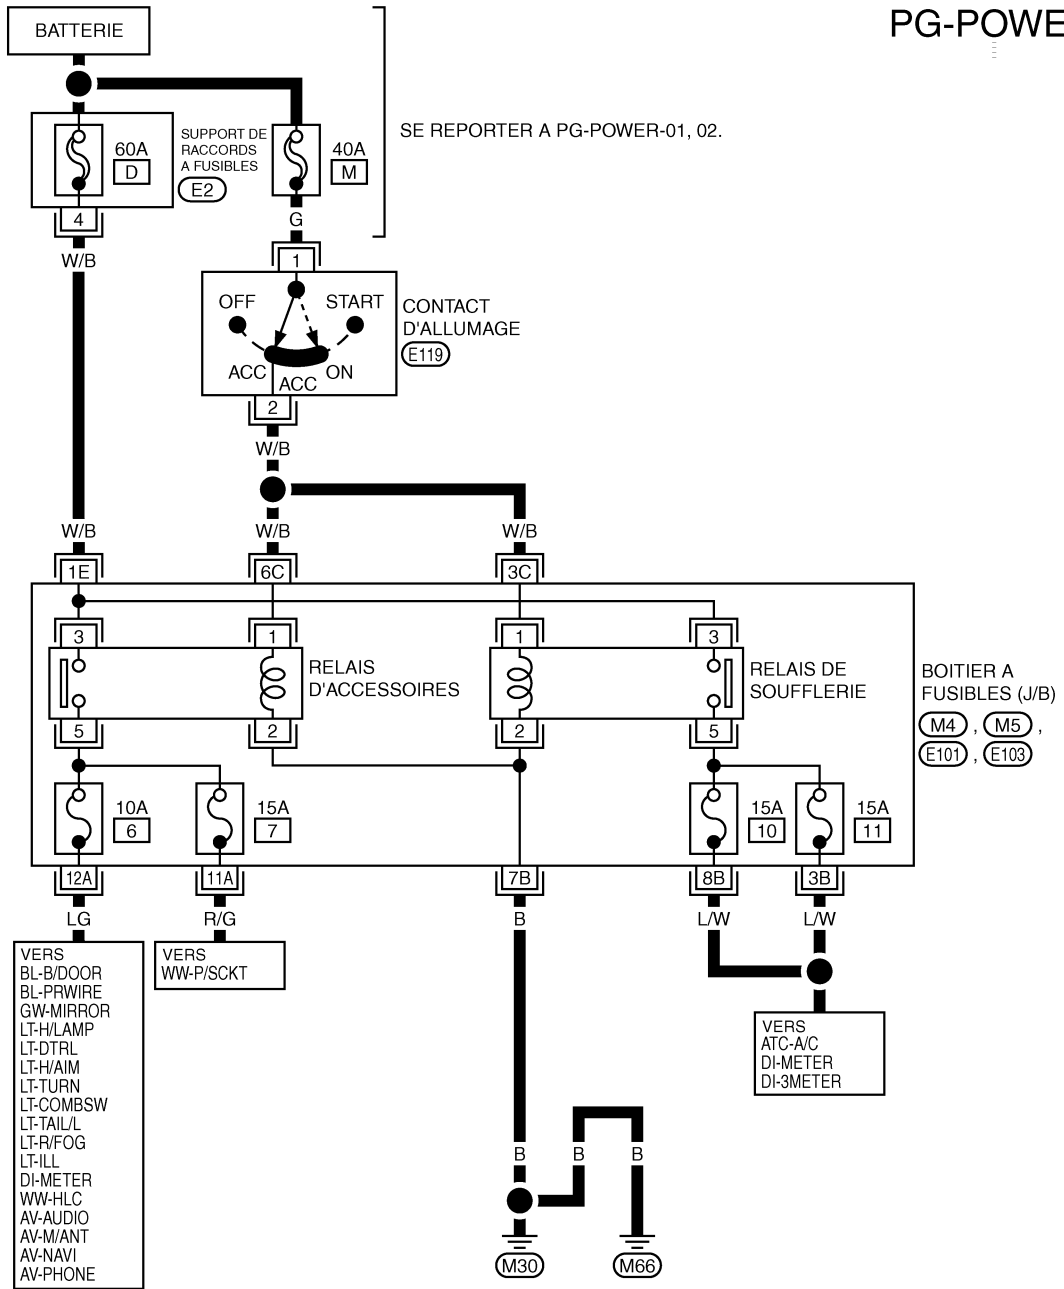 BATTERIE
PG-POWE
60A
D
SUPPORT DE
RACCORDS
A FUSIBLES
E2
40A
M
SE REPORTER A PG-POWER-01, 02.
4
G
W/B
1
OFF
START
ACC
ACC
ON
CONTACT
D'ALLUMAGE
E119
2
W/B
W/B
W/B
W/B
1E
6C
3C
3
1
1
3
RELAIS
D'ACCESSOIRES
RELAIS DE
SOUFFLERIE
BOITIER A
FUSIBLES (J/B)
M4 , M5 ,
E101 , E103
5
2
2
5
10A
6
15A
7
15A
10
15A
11
12A
11A
7B
8B
3B
LG
R/G
B
L/W
L/W
VERS
BL-B/DOOR
BL-PRWIRE
GW-MIRROR
LT-H/LAMP
LT-DTRL
LT-H/AIM
LT-TURN
LT-COMBSW
LT-TAIL/L
LT-R/FOG
LT-ILL
DI-METER
WW-HLC
AV-AUDIO
AV-M/ANT
AV-NAVI
AV-PHONE
VERS
WW-P/SCKT
VERS
ATC-A/C
DI-METER
DI-3METER
B
B
B
M30
M66